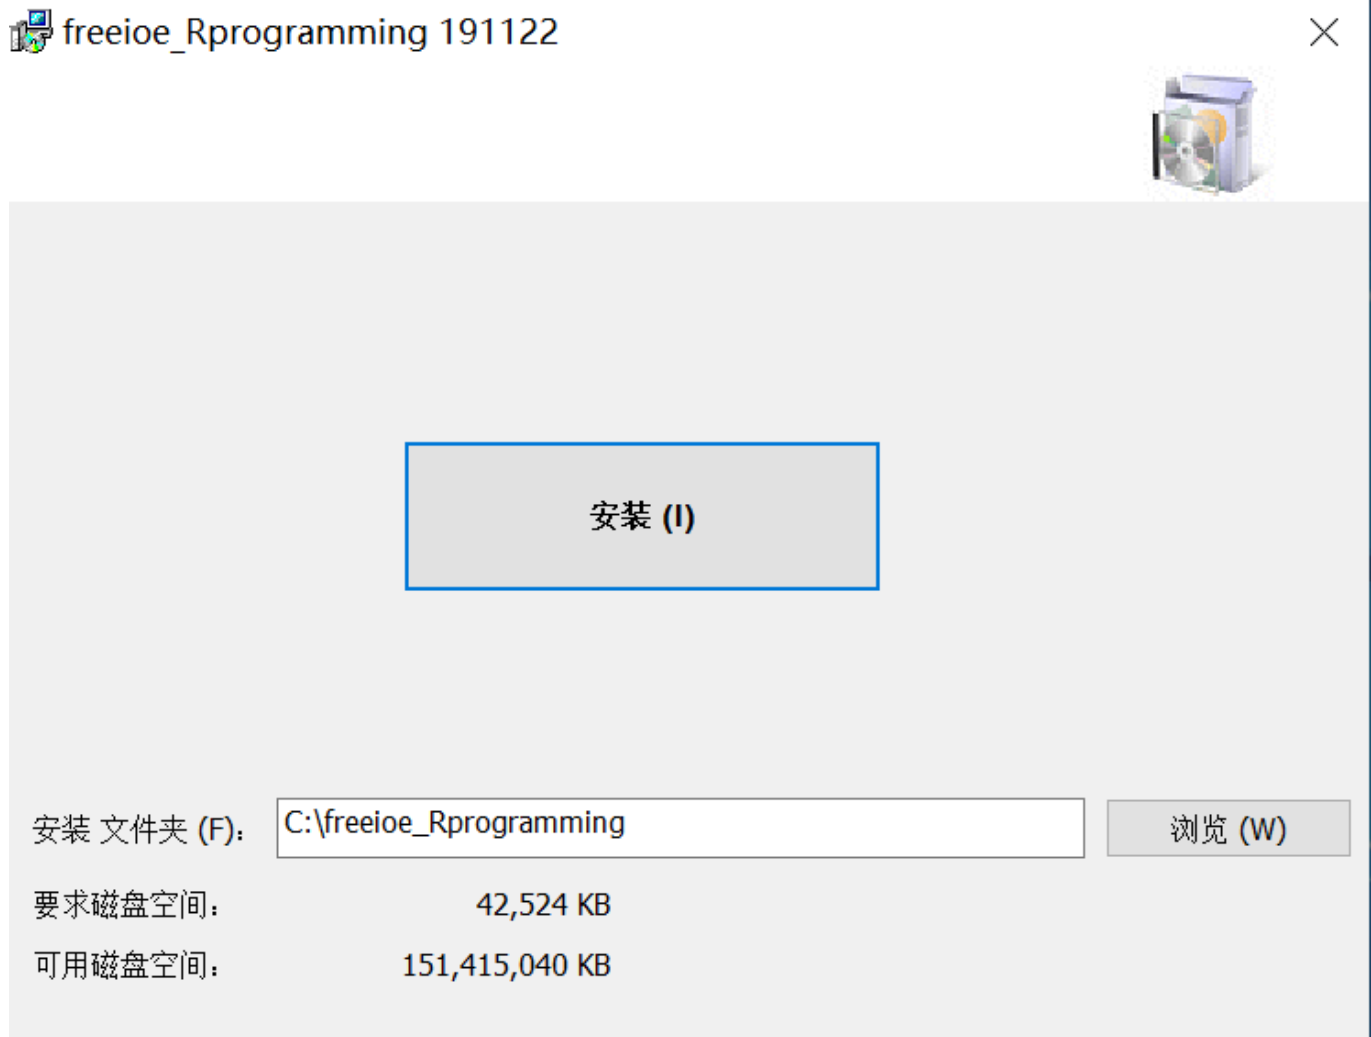 freeioe_Rprogramming 191122
安装 (I)
安装 文件夹 (F)： C:\freeioe_Rprogramming 浏览 (W)
要求磁盘空间： 42,524 KB
可用磁盘空间： 151,415,040 KB